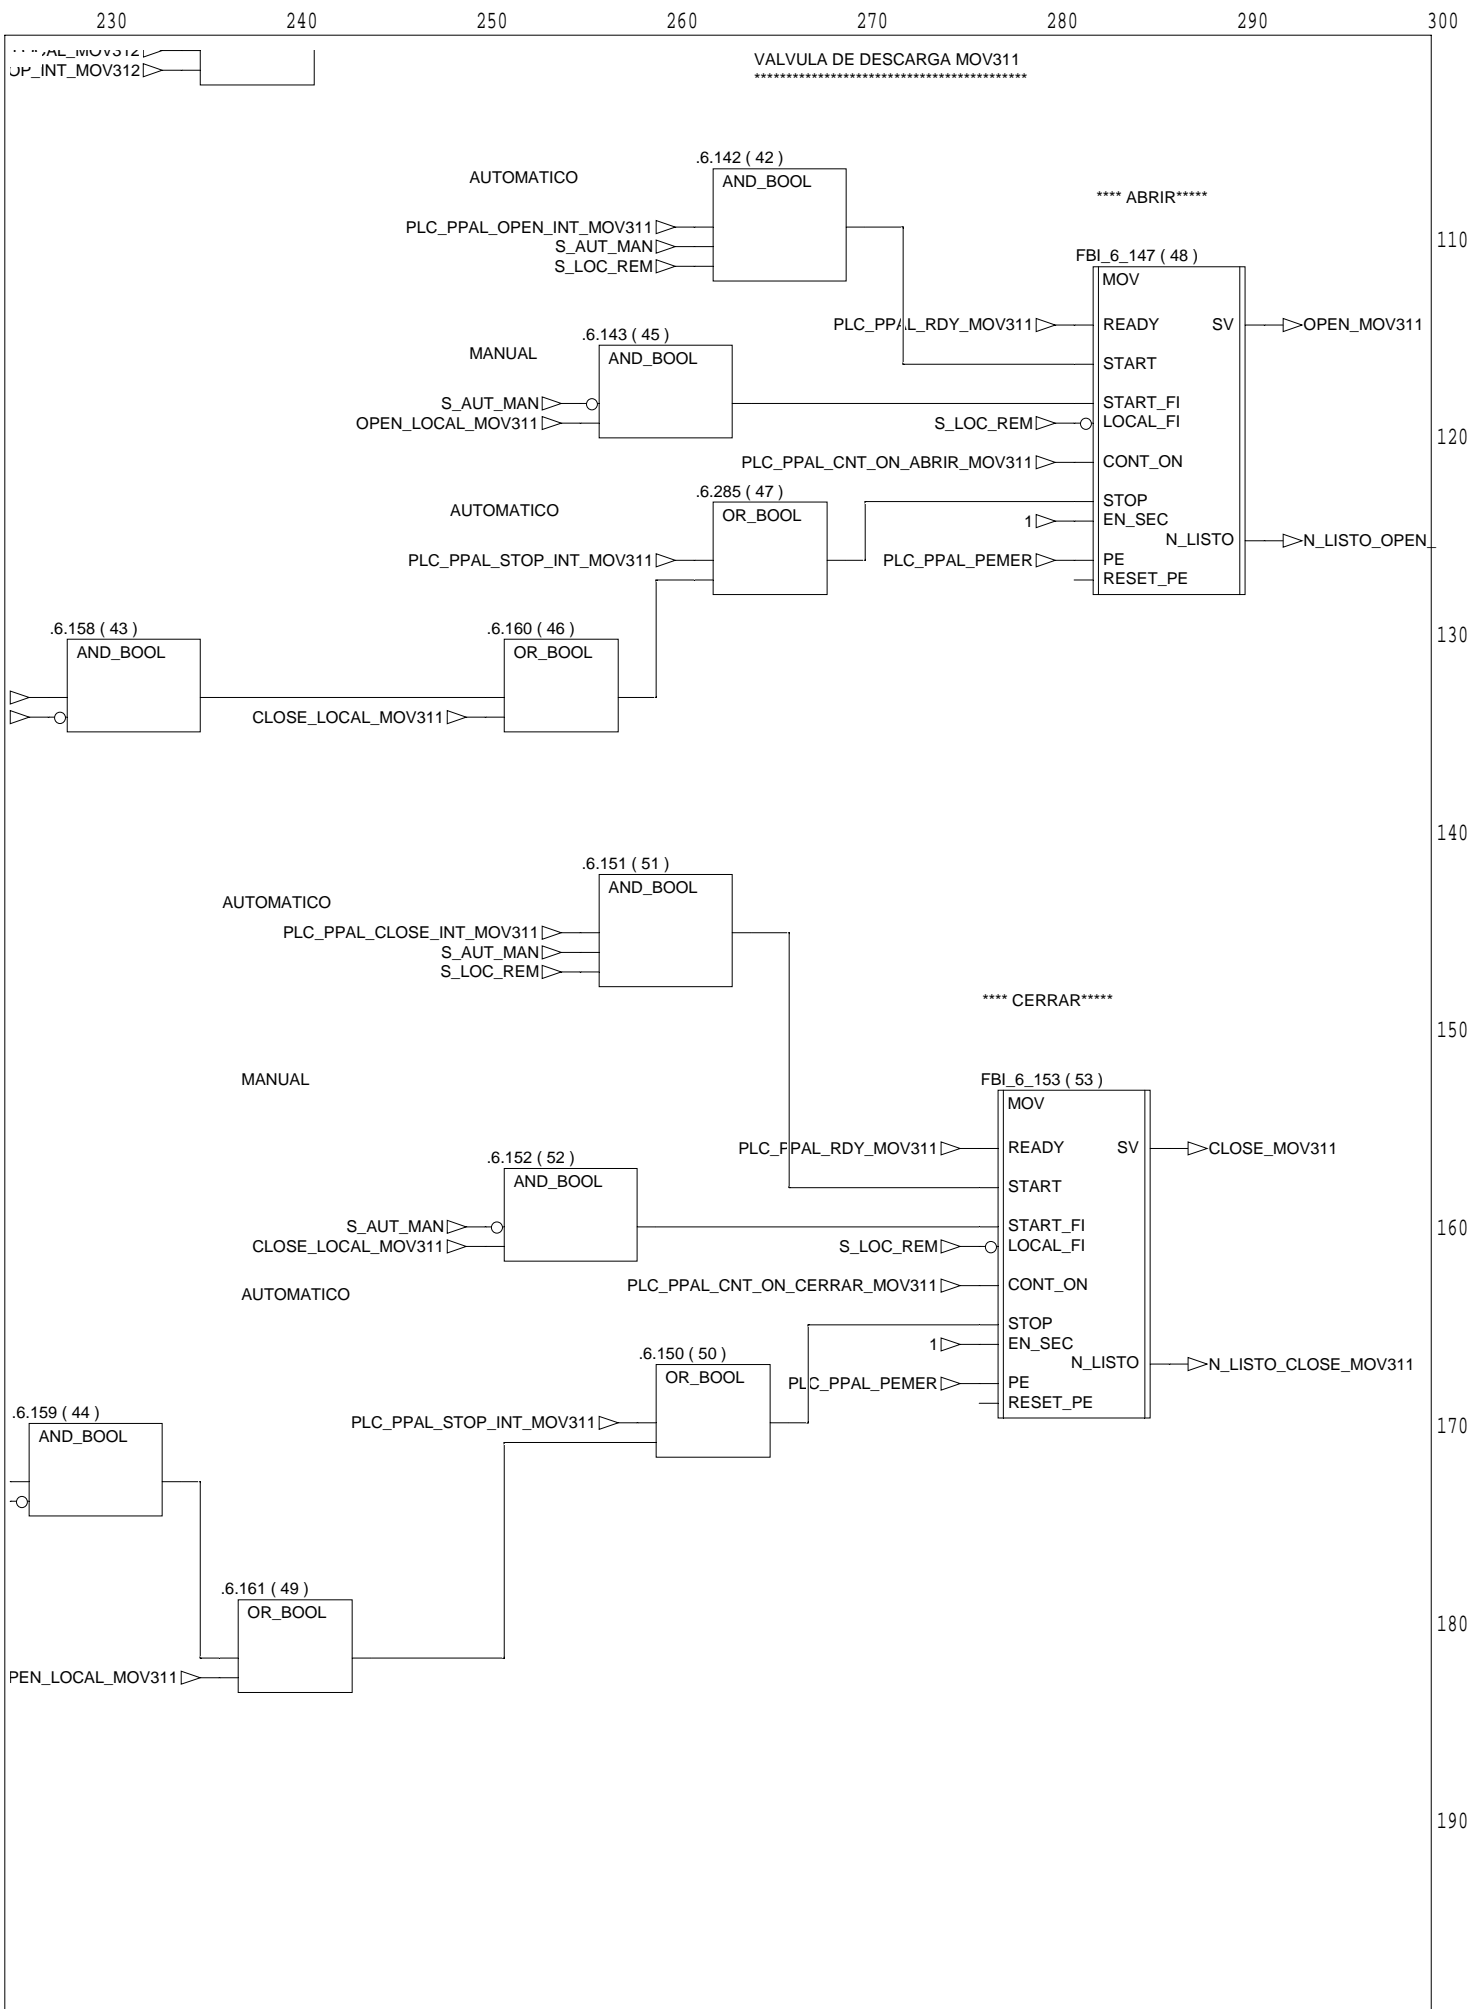 230 240 250 260 270 280 290 300
OP_INT_MOV312
VALVULA DE DESCARGA MOV311
*******************************************
.6.142 ( 42 )
AUTOMATICO
AND_BOOL
**** ABRIR*****
PLC_PPAL_OPEN_INT_MOV311
S_AUT_MAN
S_LOC_REM
110
FBI_6_147 ( 48 )
MOV
PLC_PPAL_RDY_MOV311
READY SV
OPEN_MOV311
.6.143 ( 45 )
MANUAL
AND_BOOL
START
S_AUT_MAN
START_FI
OPEN_LOCAL_MOV311
S_LOC_REM
LOCAL_FI
120
PLC_PPAL_CNT_ON_ABRIR_MOV311
CONT_ON
.6.285 ( 47 )
AUTOMATICO
OR_BOOL
STOP
1
EN_SEC
N_LISTO
N_LISTO_OPEN_
PLC_PPAL_STOP_INT_MOV311
PLC_PPAL_PEMER
PE
RESET_PE
.6.158 ( 43 )
.6.160 ( 46 )
130
AND_BOOL
OR_BOOL
CLOSE_LOCAL_MOV311
140
.6.151 ( 51 )
AND_BOOL
AUTOMATICO
PLC_PPAL_CLOSE_INT_MOV311
S_AUT_MAN
S_LOC_REM
**** CERRAR*****
150
MANUAL
FBI_6_153 ( 53 )
MOV
PLC_PPAL_RDY_MOV311
READY SV
CLOSE_MOV311
.6.152 ( 52 )
AND_BOOL
START
S_AUT_MAN
START_FI
160
CLOSE_LOCAL_MOV311
S_LOC_REM
LOCAL_FI
AUTOMATICO
PLC_PPAL_CNT_ON_CERRAR_MOV311
CONT_ON
STOP
1
EN_SEC
.6.150 ( 50 )
N_LISTO
N_LISTO_CLOSE_MOV311
OR_BOOL
PLC_PPAL_PEMER
PE
RESET_PE
.6.159 ( 44 )
PLC_PPAL_STOP_INT_MOV311
170
AND_BOOL
.6.161 ( 49 )
OR_BOOL
180
PEN_LOCAL_MOV311
190